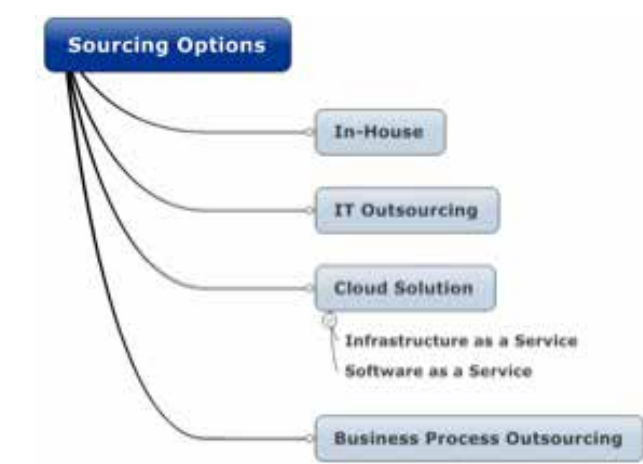 Sourcing Options
In-House
IT Outsourcing
Cloud Solution
Infrastructure as a Service
Software as a Service
Business Process Outsourcing